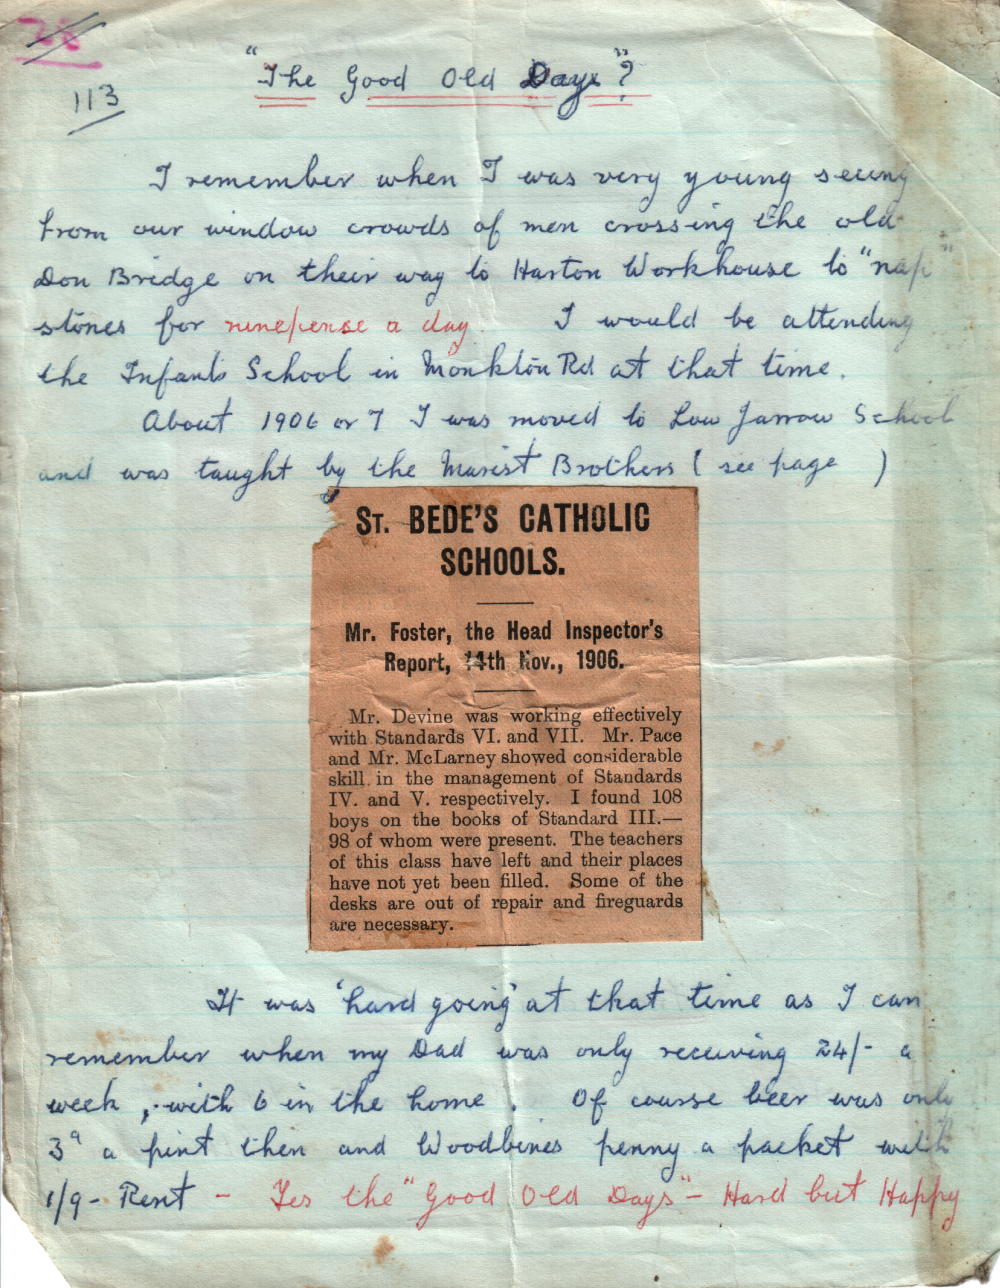 78
113
"The Good Old Days"?
I remember when I was very young seeing
from our window crowds of men crossing the old
Don Bridge on their way to Harton Workhouse to "nap"
stones for ninepense a day. I would be attending
the Infants School in Monkton Rd at that time.
About 1906 or 7 I was moved to Low Jarrow School
and was taught by the Marist Brothers (see page )
ST. BEDE'S CATHOLIC
SCHOOLS.
Mr. Foster, the Head Inspector's
Report, 14th Nov., 1906.
Mr. Devine was working effectively
with Standards VI. and VII. Mr. Pace
and Mr. McLarney showed considerable
skill in the management of Standards
IV. and V. respectively. I found 108
boys on the books of Standard III.—
98 of whom were present. The teachers
of this class have left and their places
have not yet been filled. Some of the
desks are out of repair and fireguards
are necessary.
It was 'hard going' at that time as I can
remember when my Dad was only receiving 24/- a
week, with 6 in the home. Of course beer was only
3d a pint then and Woodbines penny a packet with
1/9 - Rent - Yes the "Good Old Days" - Hard but Happy